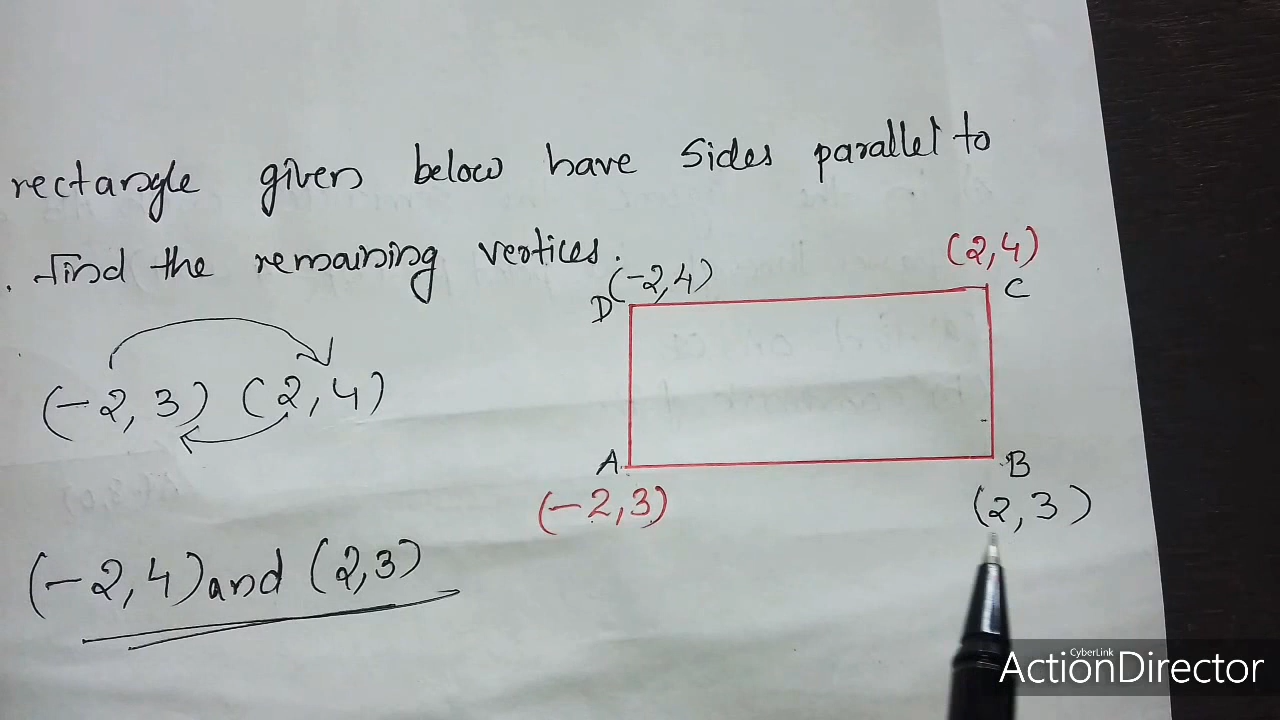 rectangle given below have sides parallel to
. Find the remaining vertices.
(2,4)
D (-2,4)
C
(-2, 3) (2, 4)
A
B
(-2,3)
(2,3)
(-2,4) and (2,3)
CyberLink
ActionDirector